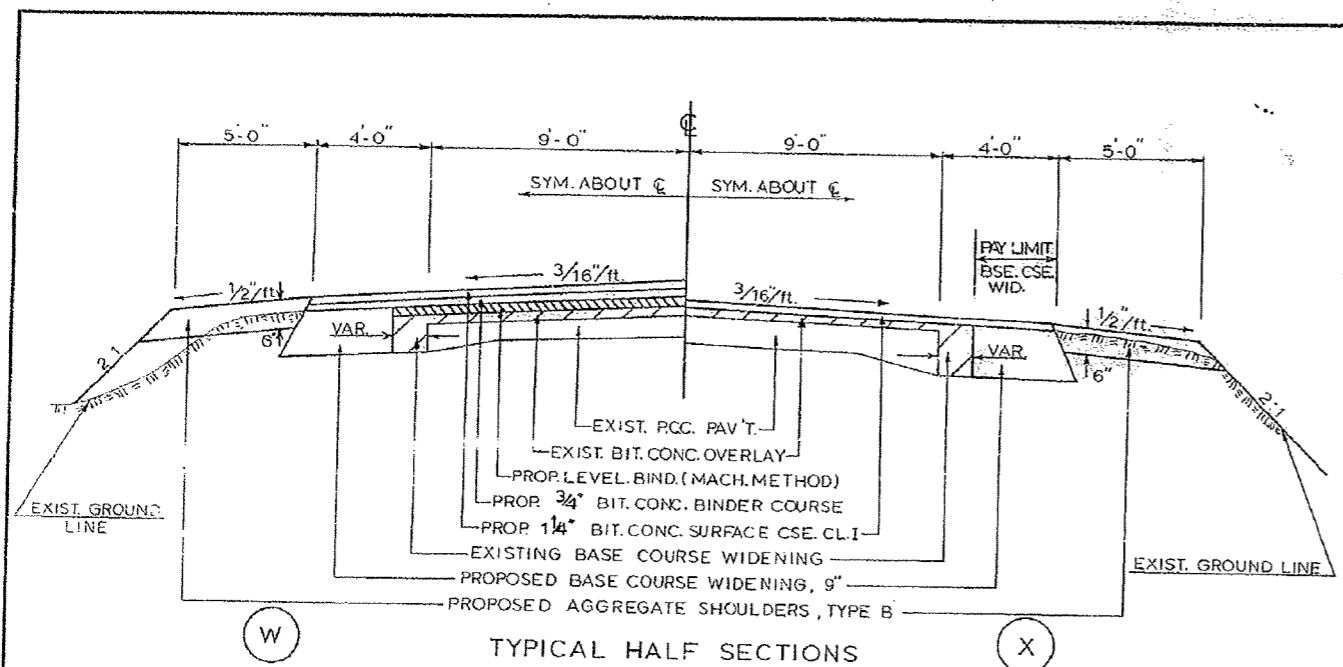 ℄
5'-0" 4'-0" 9'-0" 9'-0" 4'-0" 5'-0"
SYM. ABOUT ℄ SYM. ABOUT ℄
PAY LIMIT
BSE. CSE.
WID.
1/2"/ft. 3/16"/ft. 3/16"/ft. 1/2"/ft.
VAR. VAR.
6" 6"
2:1 2:1
EXIST. P.C.C. PAV'T.
EXIST. BIT. CONC. OVERLAY
PROP. LEVEL. BIND. (MACH. METHOD)
PROP. 3/4" BIT. CONC. BINDER COURSE
PROP. 1 1/4" BIT. CONC. SURFACE CSE. CL. I
EXISTING BASE COURSE WIDENING
PROPOSED BASE COURSE WIDENING, 9"
PROPOSED AGGREGATE SHOULDERS, TYPE B
EXIST. GROUND
LINE
EXIST. GROUND LINE
W X
TYPICAL HALF SECTIONS